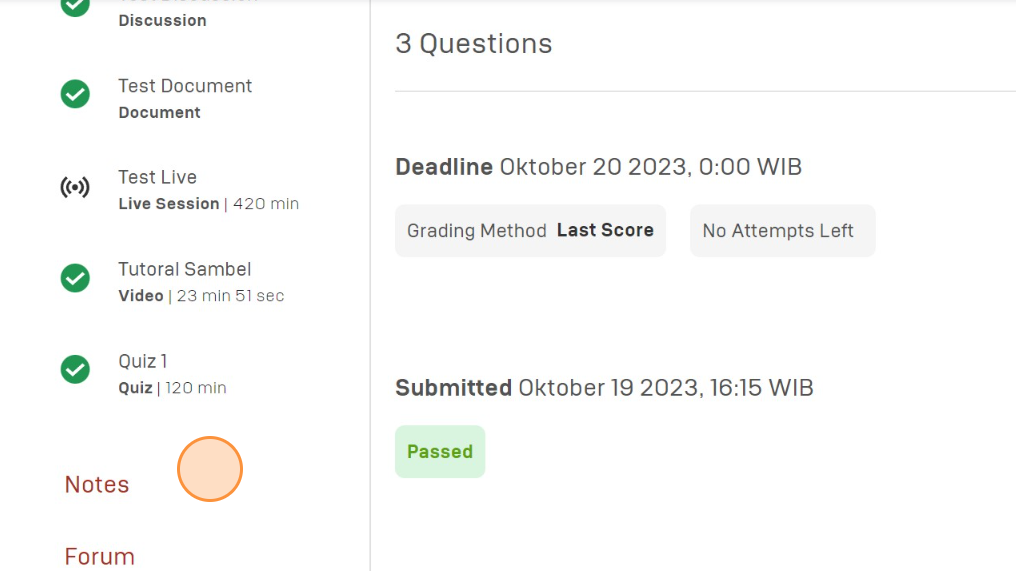 Discussion
Test Document
Document
Test Live
Live Session | 420 min
Tutoral Sambel
Video | 23 min 51 sec
Quiz 1
Quiz | 120 min
Notes
Forum
3 Questions
Deadline Oktober 20 2023, 0:00 WIB
Grading Method Last Score
No Attempts Left
Submitted Oktober 19 2023, 16:15 WIB
Passed